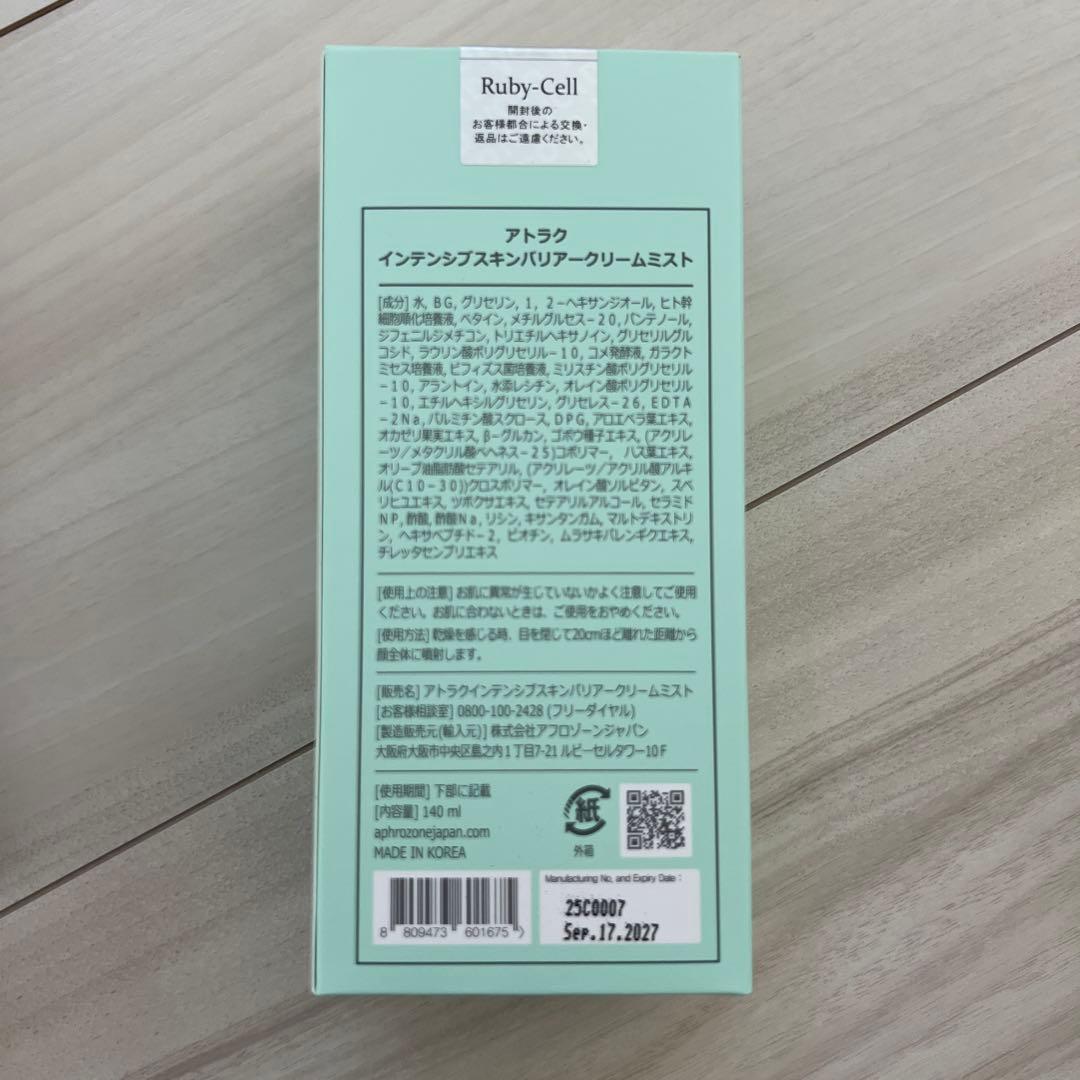 Ruby-Cell
開封後の
お客様都合による交換・
返品はご遠慮ください。
アトラク
インテンシブスキンバリアークリームミスト
[成分] 水, BG, グリセリン, 1, 2-ヘキサンジオール, ヒト幹
細胞順化培養液, ベタイン, メチルグルセス-20, パンテノール,
ジフェニルジメチコン, トリエチルヘキサノイン, グリセリルグル
コシド, ラウリン酸ポリグリセリル-10, コメ発酵液, ガラクト
ミセス培養液, ビフィズス菌培養液, ミリスチン酸ポリグリセリル
-10, アラントイン, 水添レシチン, オレイン酸ポリグリセリル
-10, エチルヘキシルグリセリン, グリセレス-26, EDTA
-2Na, パルミチン酸スクロース, DPG, アロエベラ葉エキス,
オカゼリ果実エキス, β-グルカン, ゴボウ種子エキス, (アクリレ
ーツ/メタクリル酸ベヘネス-25)コポリマー, ハス葉エキス,
オリーブ油脂肪酸セテアリル, (アクリレーツ/アクリル酸アルキ
ル(C10-30))クロスポリマー, オレイン酸ソルビタン, スベ
リヒユエキス, ツボクサエキス, セテアリルアルコール, セラミド
NP, 酢酸, 酢酸Na, リシン, キサンタンガム, マルトデキストリ
ン, ヘキサペプチド-2, ビオチン, ムラサキバレンギクエキス,
チレッタセンブリエキス
[使用上の注意] お肌に異常が生じていないかよく注意してご使用
ください。お肌に合わないときは、ご使用をおやめください。
[使用方法] 乾燥を感じる時、目を閉じて20cmほど離れた距離から
顔全体に噴射します。
[販売名] アトラクインテンシブスキンバリアークリームミスト
[お客様相談室] 0800-100-2428 (フリーダイヤル)
[製造販売元(輸入元)] 株式会社アフロゾーンジャパン
大阪府大阪市中央区島之内1丁目7-21 ルビーセルタワー10F
[使用期間] 下部に記載
[内容量] 140 ml
aphrozonejapan.com
MADE IN KOREA
紙
外箱
Manufacturing No. and Expiry Date :
25C0007
Sep.17.2027
8 809473 601675